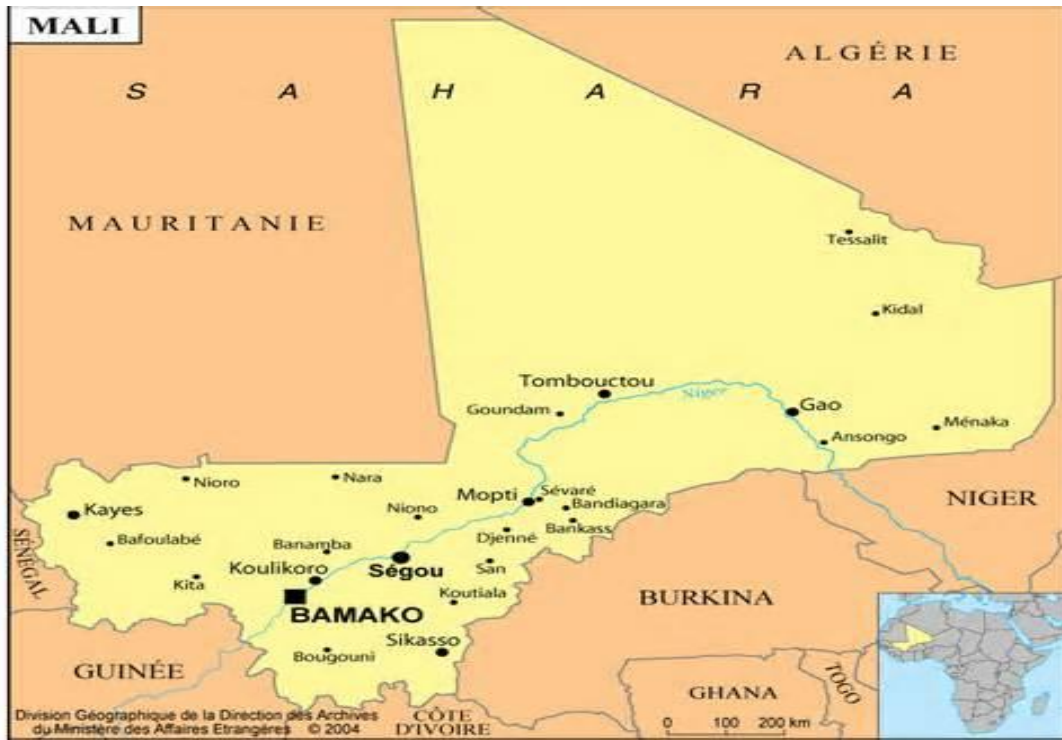 MALI
ALGÉRIE
S A H A R A
MAURITANIE
Tessalit
Kidal
Tombouctou
Niger
Goundam
Gao
Ménaka
Ansongo
Nioro
Nara
Mopti
Sévaré
Bandiagara
Kayes
Niono
Bankass
NIGER
Bafoulabé
Djenné
SÉNÉGAL
Banamba
Koulikoro
Ségou
San
Kita
Koutiala
BURKINA
BAMAKO
Sikasso
Bougouni
GUINÉE
GHANA
TOGO
CÔTE
D'IVOIRE
Division Géographique de la Direction des Archives
du Ministère des Affaires Etrangères © 2004
0 100 200 km